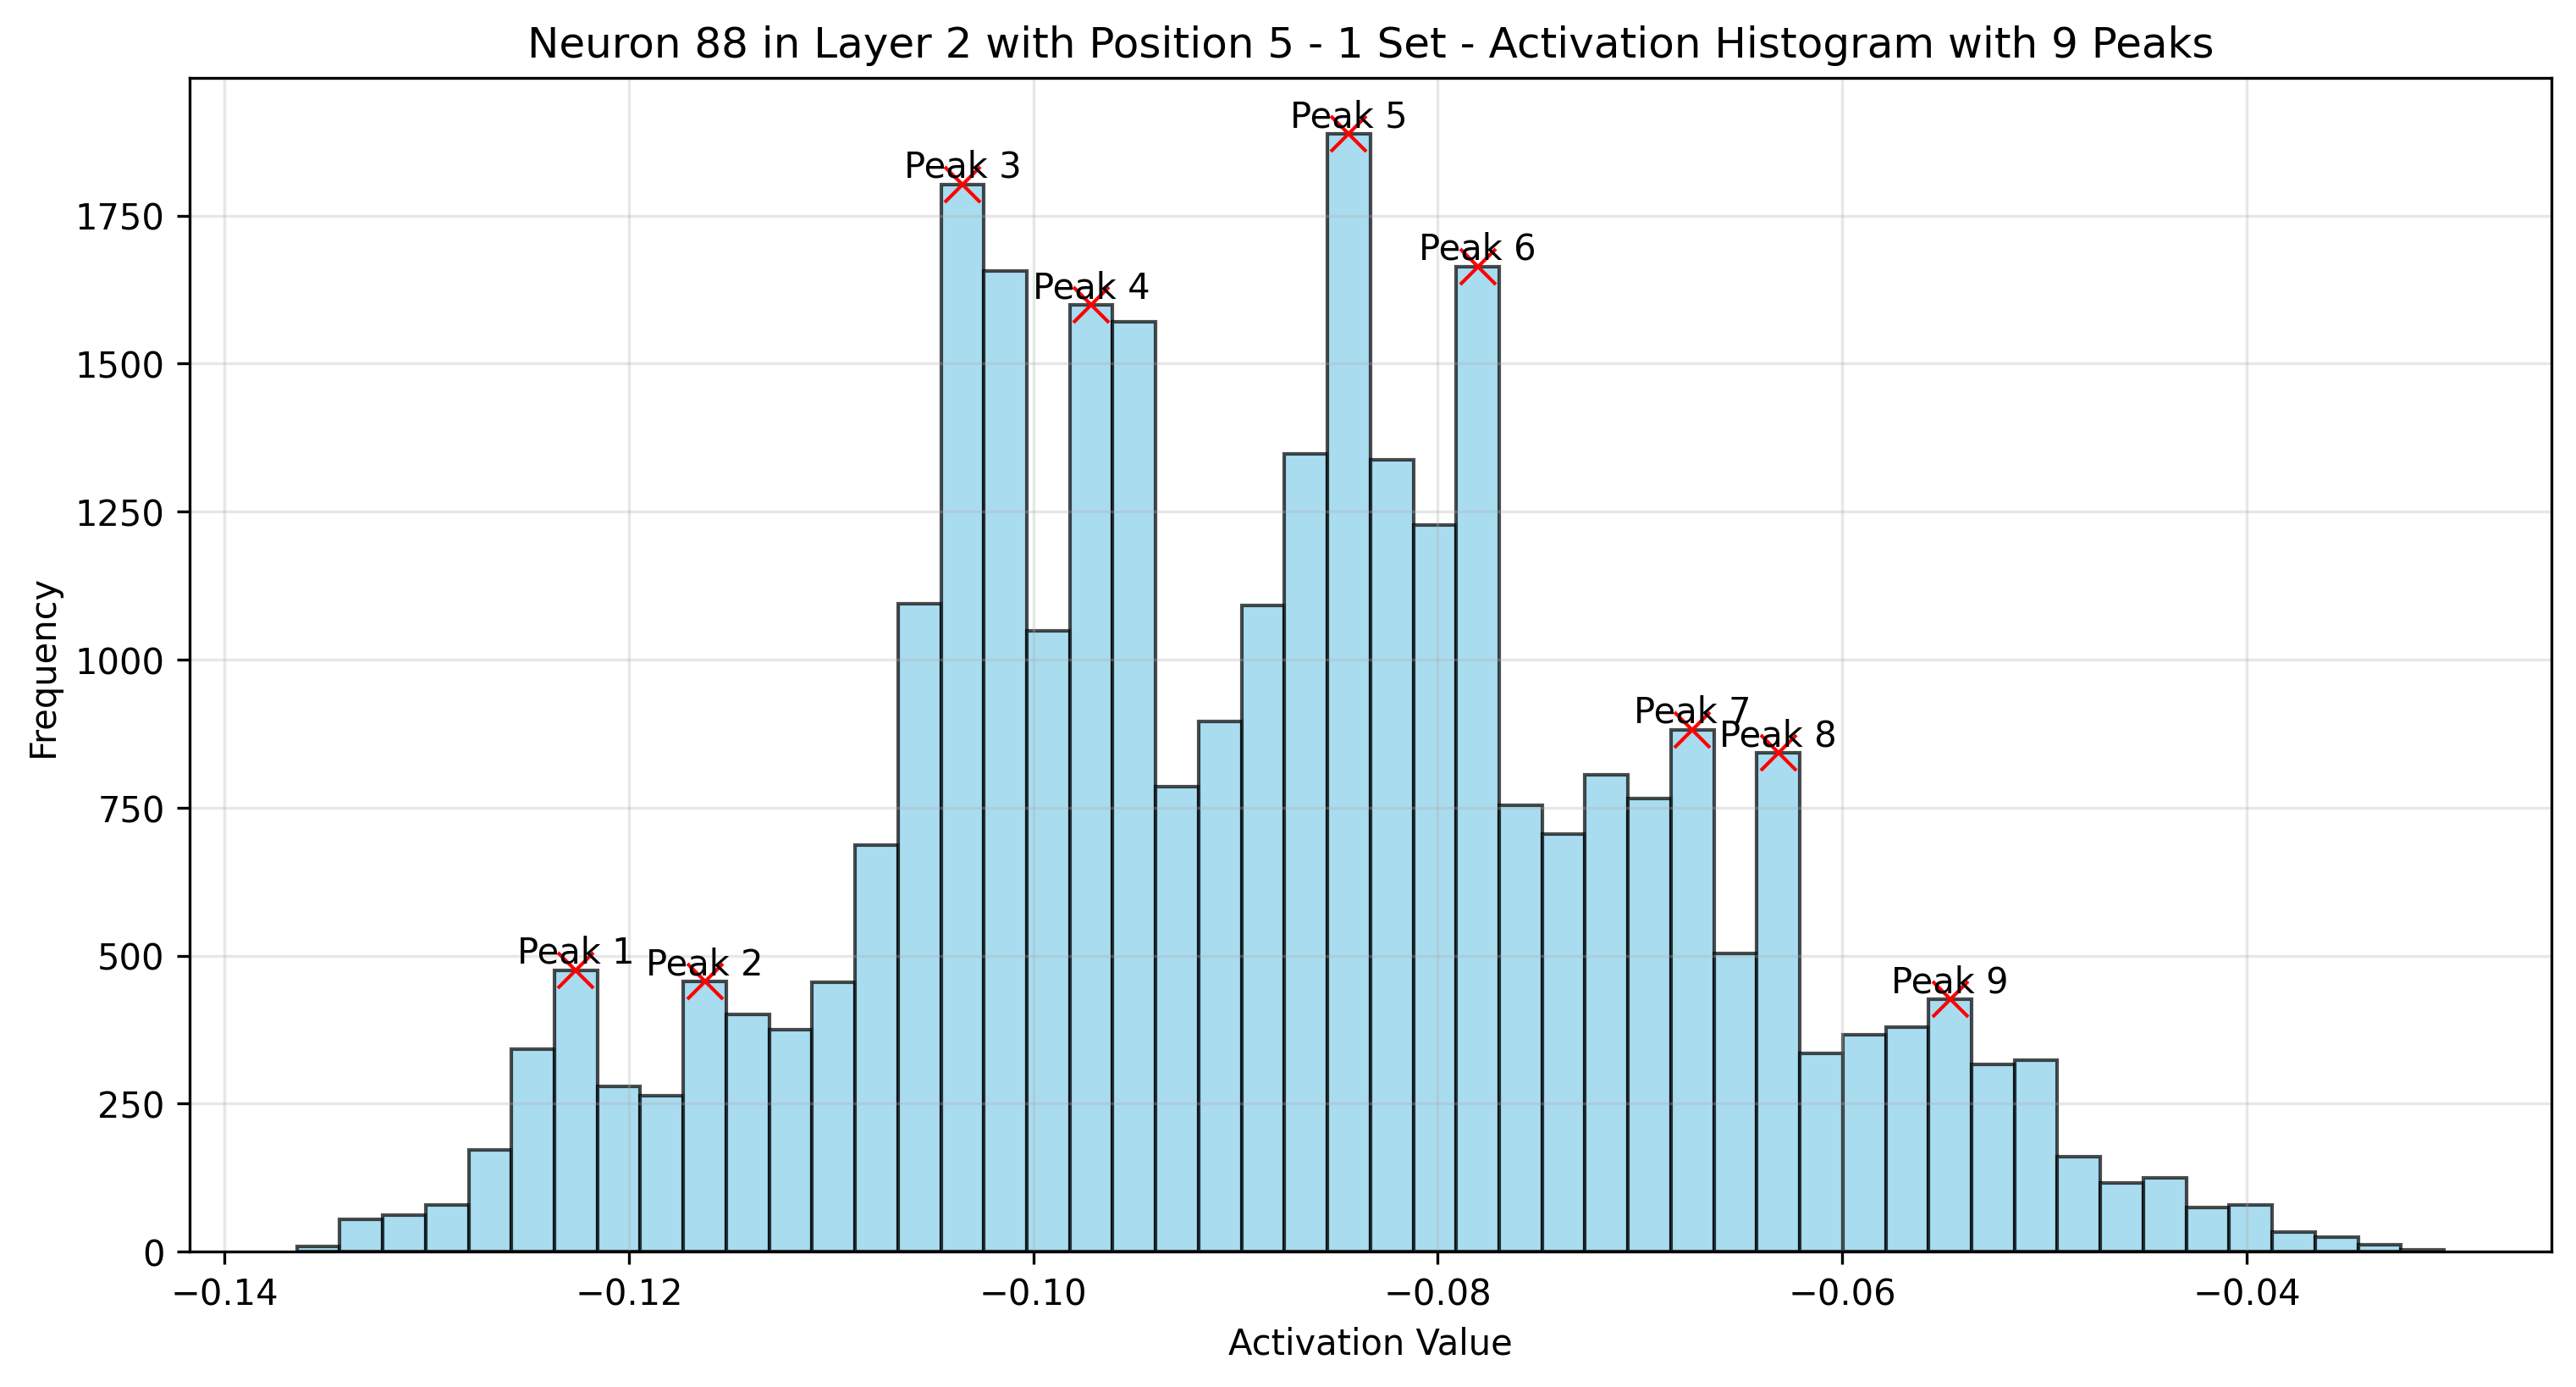 Neuron 88 in Layer 2 with Position 5 - 1 Set - Activation Histogram with 9 Peaks
Peak 5
Peak 3
Peak 6
Peak 4
Peak 7
Peak 8
Peak 1
Peak 2
Peak 9
Frequency
1750
1500
1250
1000
750
500
250
0
−0.14 −0.12 −0.10 −0.08 −0.06 −0.04
Activation Value